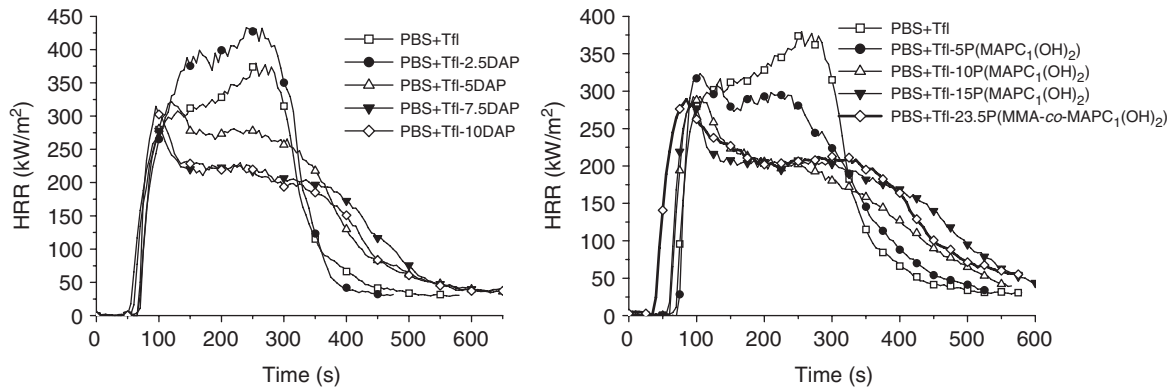 450
400
350
300
250
200
150
100
50
0
HRR (kW/m²)
0 100 200 300 400 500 600
Time (s)
PBS+Tfl
PBS+Tfl-2.5DAP
PBS+Tfl-5DAP
PBS+Tfl-7.5DAP
PBS+Tfl-10DAP
400
350
300
250
200
150
100
50
0
HRR (kW/m²)
0 100 200 300 400 500 600
Time (s)
PBS+Tfl
PBS+Tfl-5P(MAPC₁(OH)₂)
PBS+Tfl-10P(MAPC₁(OH)₂)
PBS+Tfl-15P(MAPC₁(OH)₂)
PBS+Tfl-23.5P(MMA-co-MAPC₁(OH)₂)